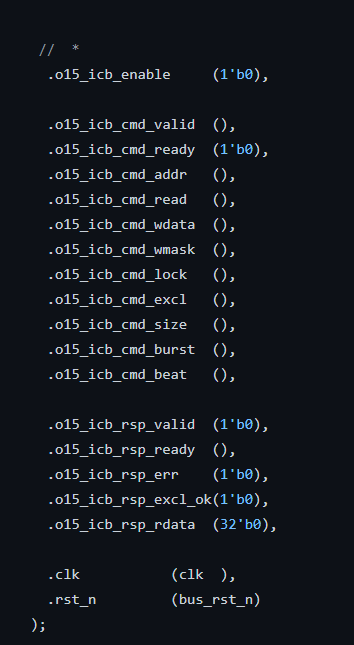 //  *
.o15_icb_enable     (1'b0),
.o15_icb_cmd_valid  (),
.o15_icb_cmd_ready  (1'b0),
.o15_icb_cmd_addr   (),
.o15_icb_cmd_read   (),
.o15_icb_cmd_wdata  (),
.o15_icb_cmd_wmask  (),
.o15_icb_cmd_lock   (),
.o15_icb_cmd_excl   (),
.o15_icb_cmd_size   (),
.o15_icb_cmd_burst  (),
.o15_icb_cmd_beat   (),
.o15_icb_rsp_valid  (1'b0),
.o15_icb_rsp_ready  (),
.o15_icb_rsp_err    (1'b0),
.o15_icb_rsp_excl_ok(1'b0),
.o15_icb_rsp_rdata  (32'b0),
.clk           (clk  ),
.rst_n         (bus_rst_n)
);